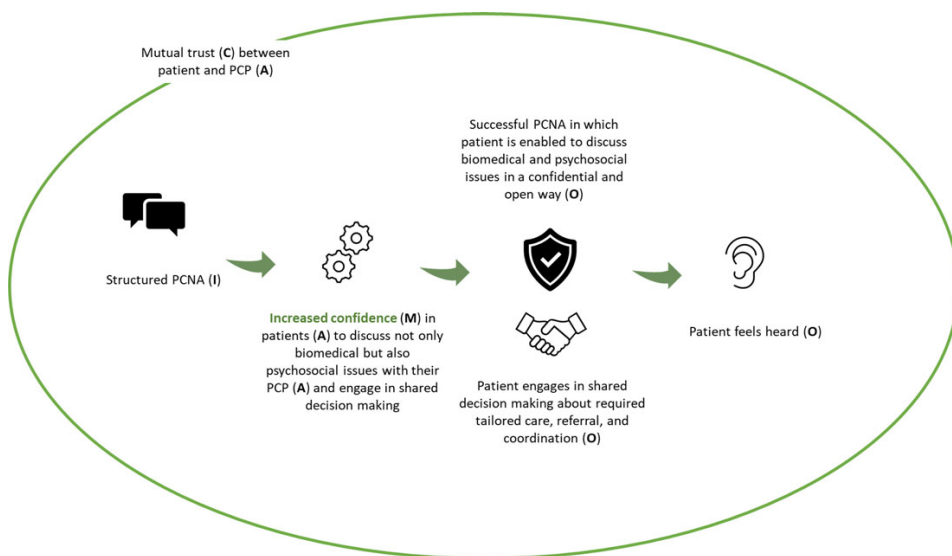 Mutual trust (C) between
patient and PCP (A)
Structured PCNA (I)
Increased confidence (M) in
patients (A) to discuss not only
biomedical but also
psychosocial issues with their
PCP (A) and engage in shared
decision making
Successful PCNA in which
patient is enabled to discuss
biomedical and psychosocial
issues in a confidential and
open way (O)
Patient engages in shared
decision making about required
tailored care, referral, and
coordination (O)
Patient feels heard (O)